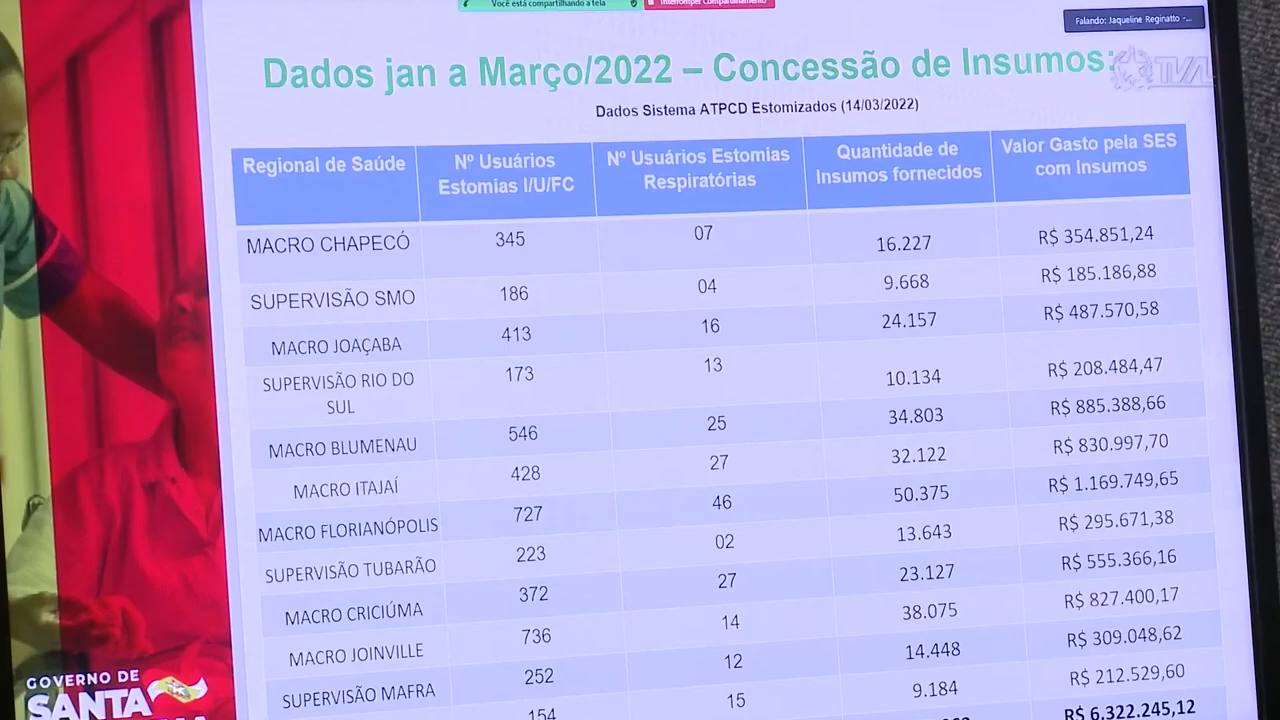 Você está compartilhando a tela
Interromper Compartilhamento
Falando: Jaqueline Reginatto -...
Dados jan a Março/2022 – Concessão de Insumos:
TVAL
Dados Sistema ATPCD Estomizados (14/03/2022)
Regional de Saúde
Nº Usuários Estomias I/U/FC
Nº Usuários Estomias Respiratórias
Quantidade de Insumos fornecidos
Valor Gasto pela SES com Insumos
MACRO CHAPECÓ 345 07 16.227 R$ 354.851,24
SUPERVISÃO SMO 186 04 9.668 R$ 185.186,88
MACRO JOAÇABA 413 16 24.157 R$ 487.570,58
SUPERVISÃO RIO DO SUL 173 13 10.134 R$ 208.484,47
MACRO BLUMENAU 546 25 34.803 R$ 885.388,66
MACRO ITAJAÍ 428 27 32.122 R$ 830.997,70
MACRO FLORIANÓPOLIS 727 46 50.375 R$ 1.169.749,65
SUPERVISÃO TUBARÃO 223 02 13.643 R$ 295.671,38
MACRO CRICIÚMA 372 27 23.127 R$ 555.366,16
MACRO JOINVILLE 736 14 38.075 R$ 827.400,17
SUPERVISÃO MAFRA 252 12 14.448 R$ 309.048,62
154 15 9.184 R$ 212.529,60
R$ 6.322.245,12
GOVERNO DE
SANTA